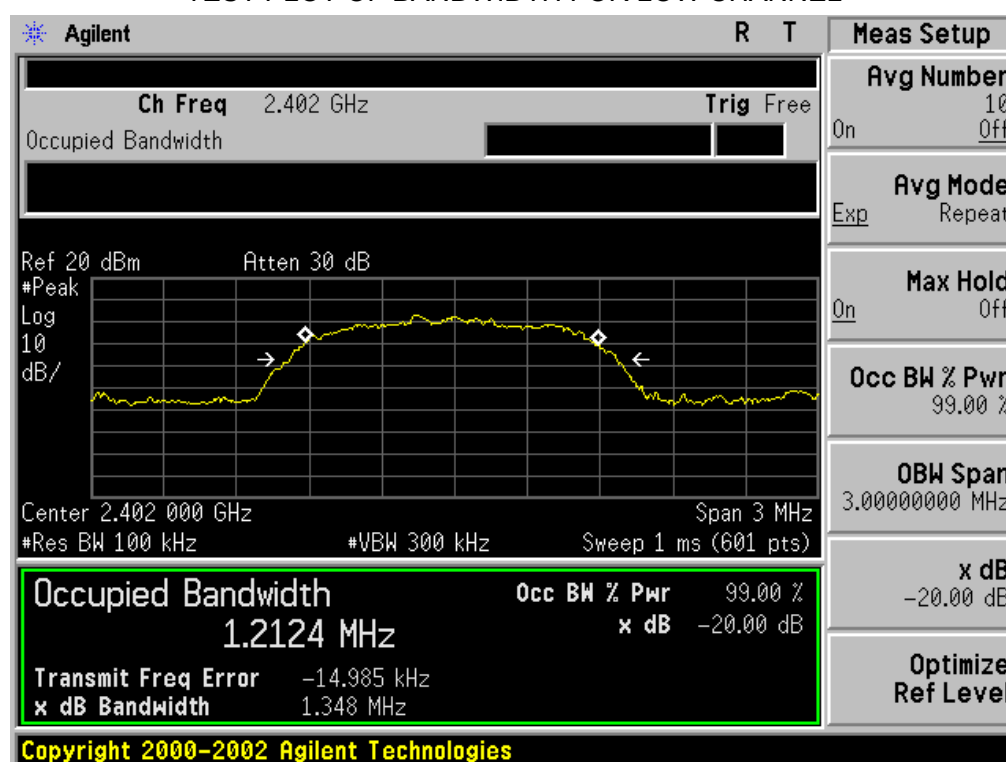 Agilent R T
Ch Freq 2.402 GHz Trig Free
Occupied Bandwidth
Ref 20 dBm Atten 30 dB
#Peak
Log
10
dB/
Center 2.402 000 GHz Span 3 MHz
#Res BW 100 kHz #VBW 300 kHz Sweep 1 ms (601 pts)
Occupied Bandwidth Occ BW % Pwr 99.00 %
1.2124 MHz x dB -20.00 dB
Transmit Freq Error -14.985 kHz
x dB Bandwidth 1.348 MHz
Copyright 2000-2002 Agilent Technologies
Meas Setup
Avg Number
10
On Off
Avg Mode
Exp Repeat
Max Hold
On Off
Occ BW % Pwr
99.00 %
OBW Span
3.00000000 MHz
x dB
-20.00 dB
Optimize
Ref Level